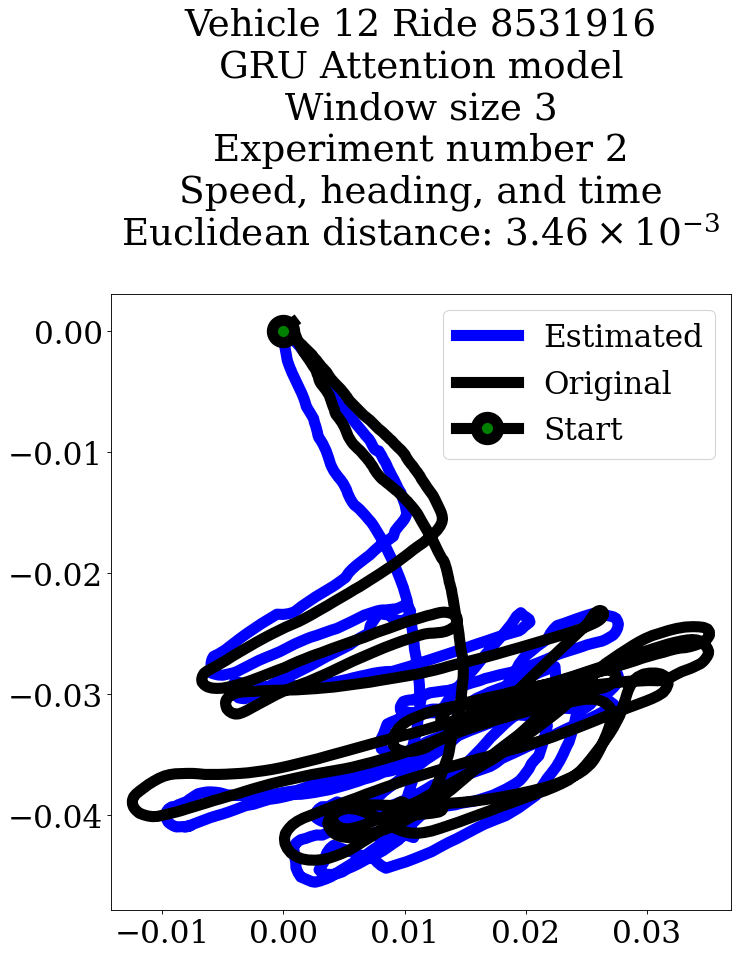 Vehicle 12 Ride 8531916
GRU Attention model
Window size 3
Experiment number 2
Speed, heading, and time
Euclidean distance: 3.46 × 10⁻³
Estimated
Original
Start
0.00
−0.01
−0.02
−0.03
−0.04
−0.01 0.00 0.01 0.02 0.03